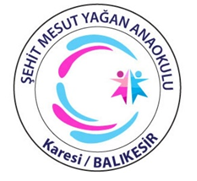 ŞEHİT MESUT YAĞAN ANAOKULU
Karesi / BALIKESİR